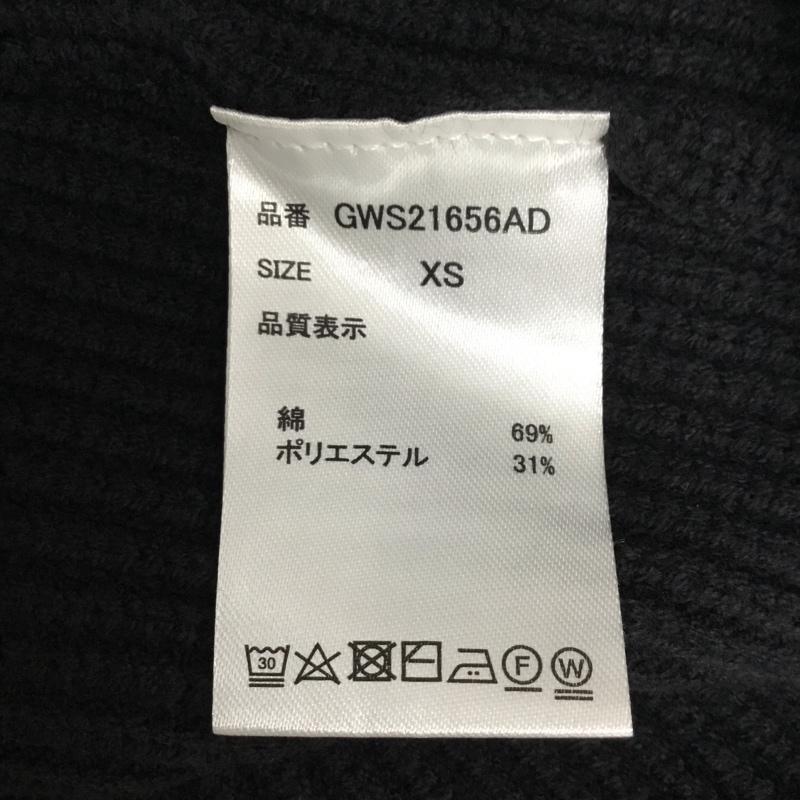 品番 GWS21656AD
SIZE XS
品質表示
綿 69%
ポリエステル 31%
30 F W